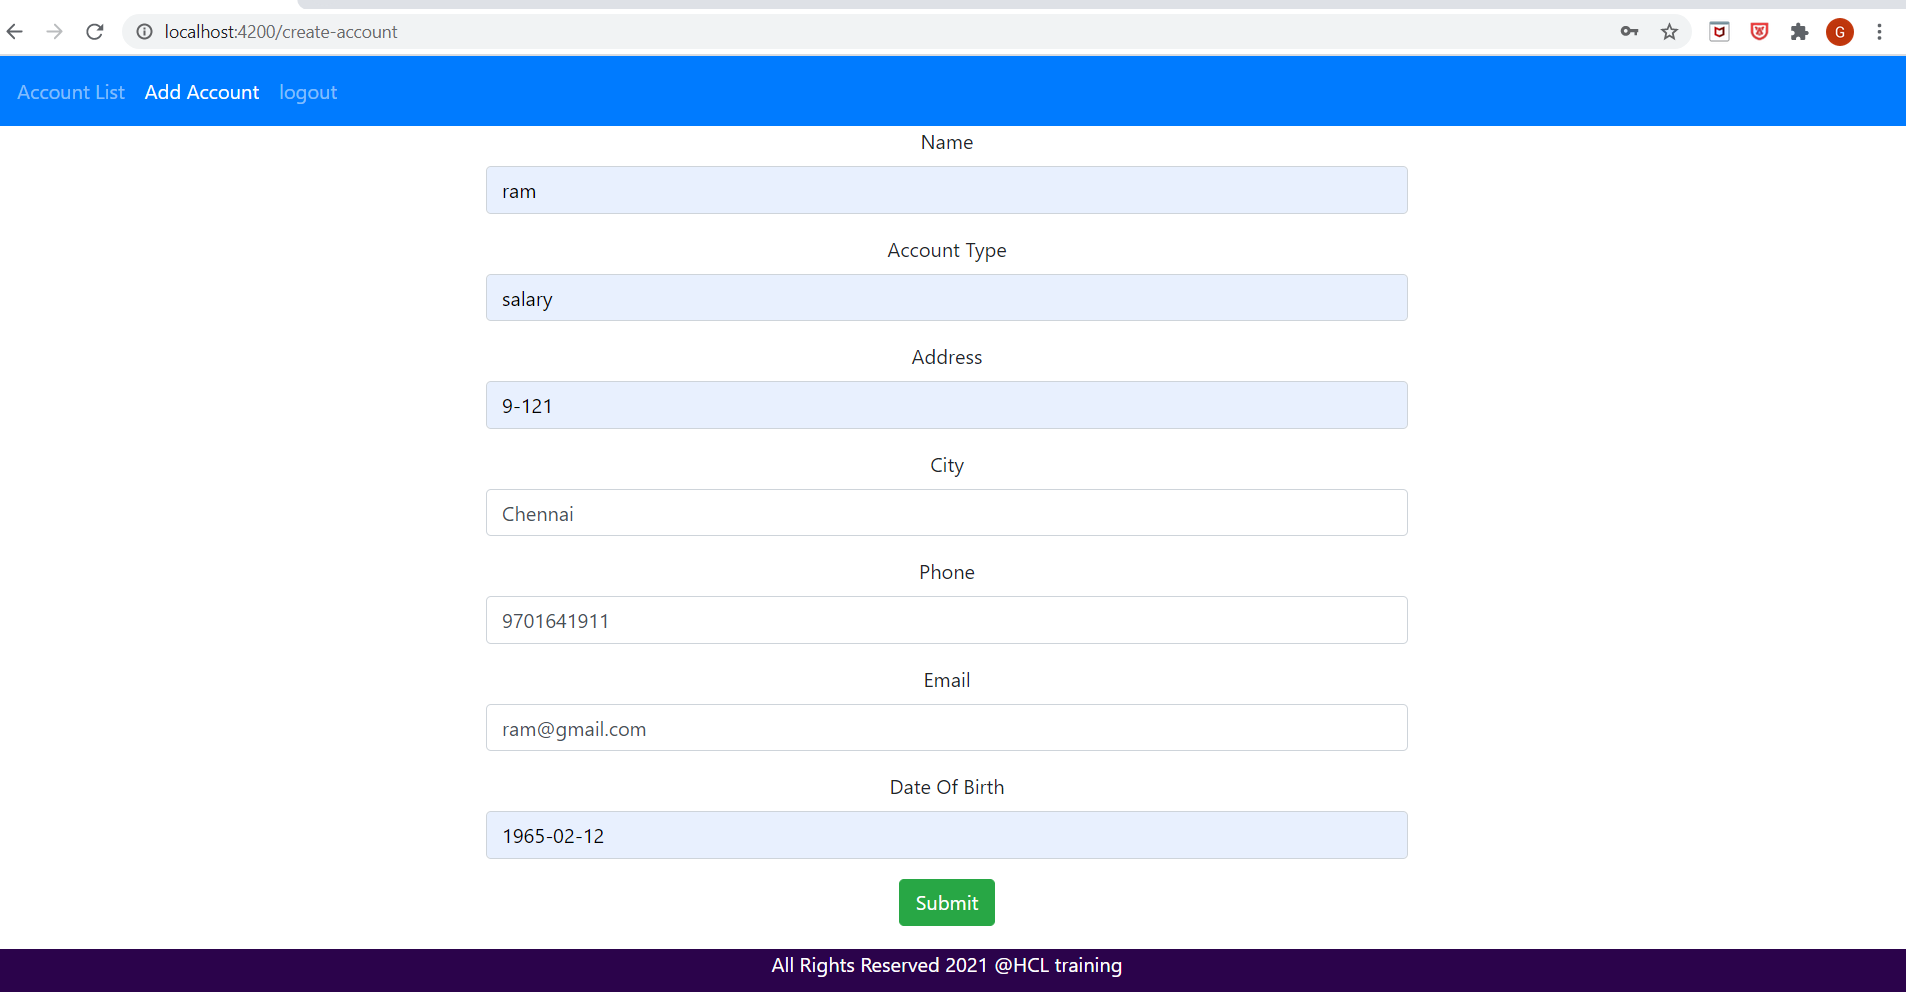 localhost:4200/create-account
G
Account List Add Account logout
Name
ram
Account Type
salary
Address
9-121
City
Chennai
Phone
9701641911
Email
ram@gmail.com
Date Of Birth
1965-02-12
Submit
All Rights Reserved 2021 @HCL training